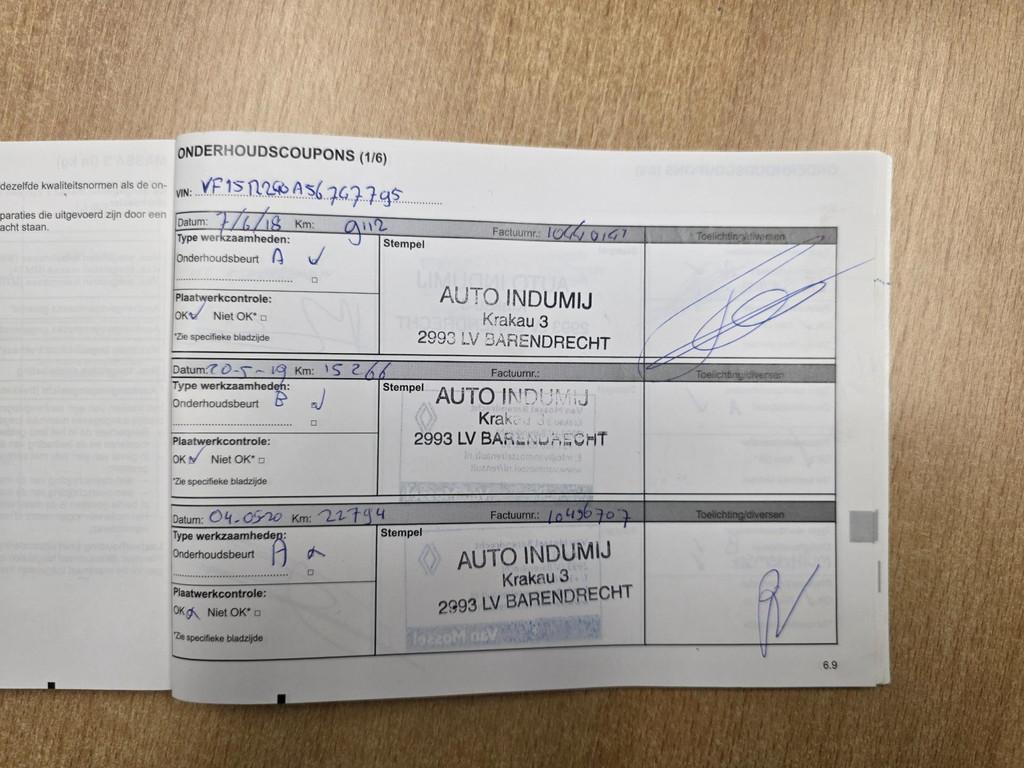 dezelfde kwaliteitsnormen als de on-
paraties die uitgevoerd zijn door een
acht staan.
ONDERHOUDSCOUPONS (1/6)
VIN:
Datum: 7/6/18 Km: 9112 Factuurnr.: Toelichting/diversen
Type werkzaamheden:
Stempel
Onderhoudsbeurt A
AUTO INDUMIJ
Krakau 3
2993 LV BARENDRECHT
Plaatwerkcontrole:
OK Niet OK*
*Zie specifieke bladzijde
Datum: 20-5-19 Km: 15266 Factuurnr.: Toelichting/diversen
Type werkzaamheden:
Stempel
Onderhoudsbeurt B
AUTO INDUMIJ
Krakau 3
2993 LV BARENDRECHT
Plaatwerkcontrole:
OK Niet OK*
*Zie specifieke bladzijde
Datum: 04-0520 Km: 22794 Factuurnr.: 10496707 Toelichting/diversen
Type werkzaamheden:
Stempel
Onderhoudsbeurt A
AUTO INDUMIJ
Krakau 3
2993 LV BARENDRECHT
Plaatwerkcontrole:
OK Niet OK*
*Zie specifieke bladzijde
6.9